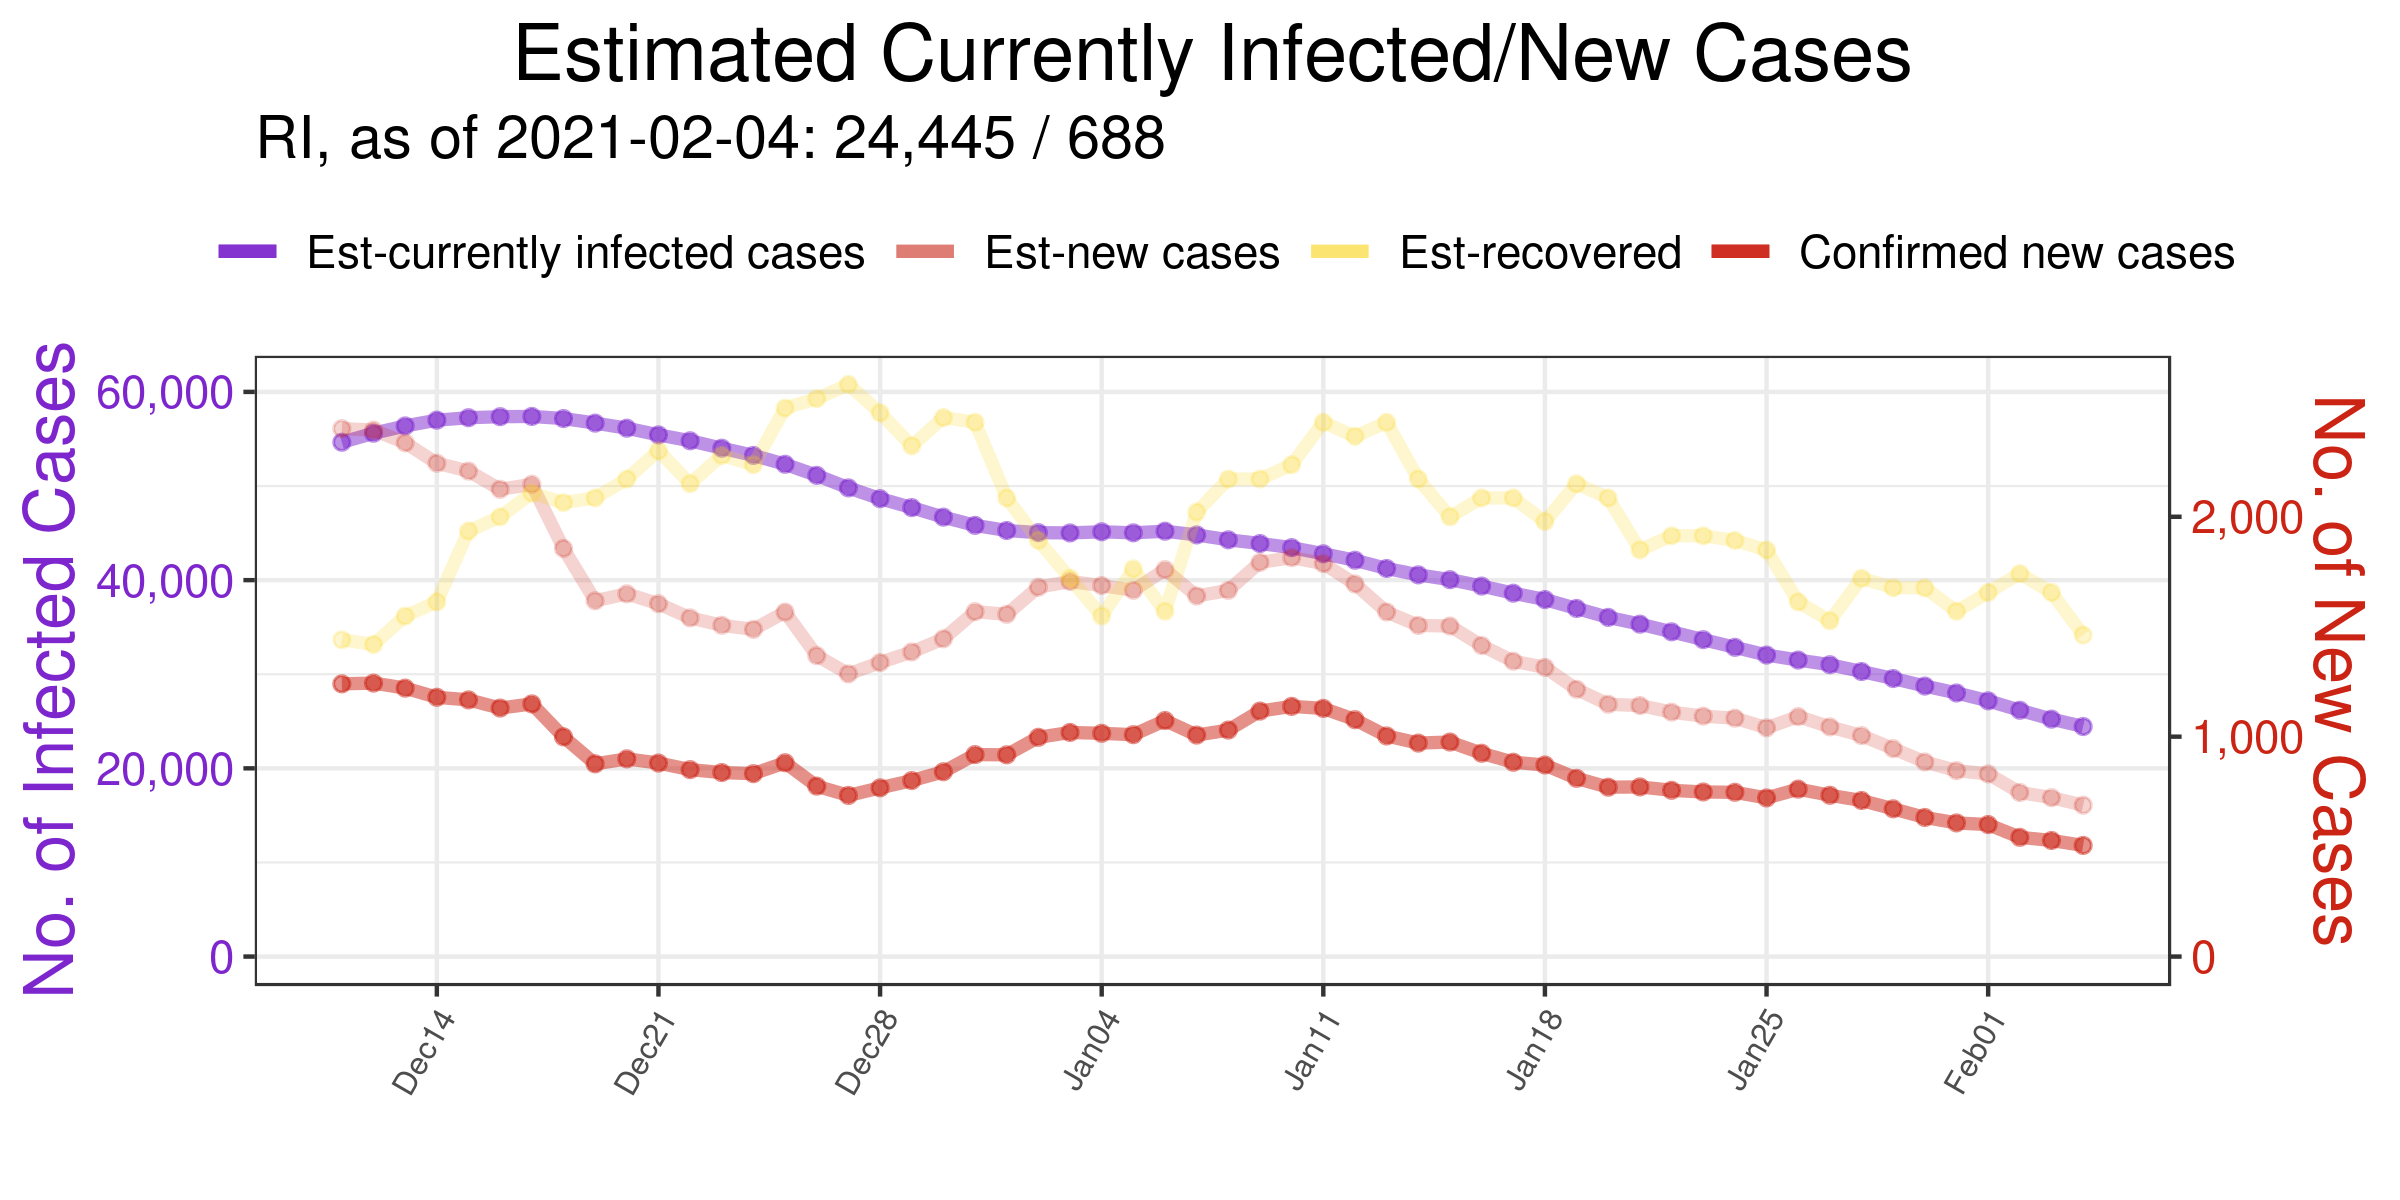 Estimated Currently Infected/New Cases
RI, as of 2021-02-04: 24,445 / 688
Est-currently infected cases Est-new cases Est-recovered Confirmed new cases
No. of Infected Cases
60,000
40,000
20,000
0
No. of New Cases
2,000
1,000
0
Dec14 Dec21 Dec28 Jan04 Jan11 Jan18 Jan25 Feb01